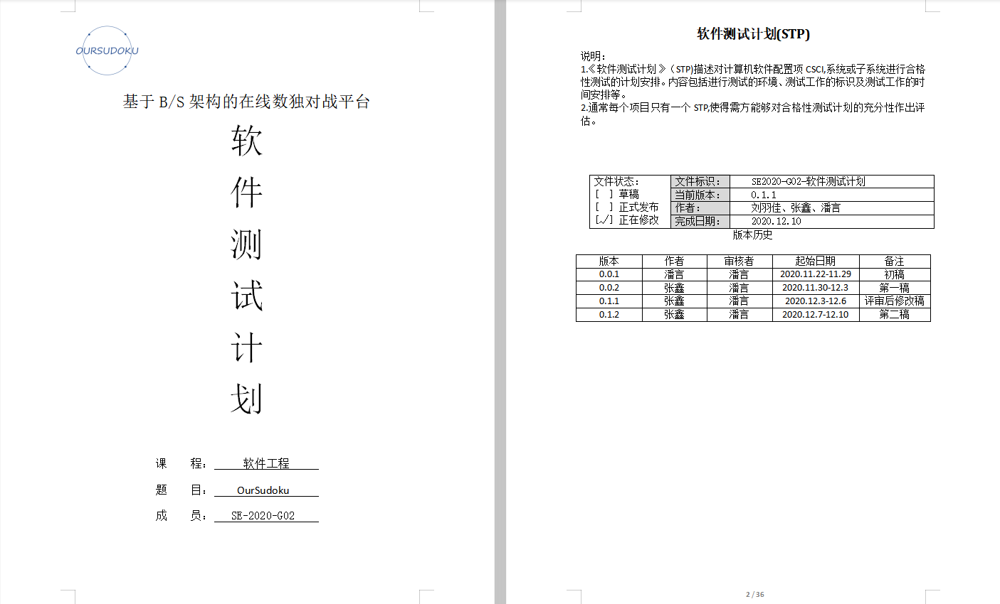 OURSUDOKU
基于 B/S 架构的在线数独对战平台
软
件
测
试
计
划
课 程： 软件工程
题 目： OurSudoku
成 员： SE-2020-G02
软件测试计划(STP)
说明：
1.《软件测试计划》（STP)描述对计算机软件配置项 CSCI,系统或子系统进行合格
性测试的计划安排。内容包括进行测试的环境、测试工作的标识及测试工作的时
间安排等。
2.通常每个项目只有一个 STP,使得需方能够对合格性测试计划的充分性作出评
估。
文件状态： 文件标识： SE2020-G02-软件测试计划
[ ] 草稿 当前版本： 0.1.1
[ ] 正式发布 作者： 刘羽佳、张鑫、潘言
[√] 正在修改 完成日期： 2020.12.10
版本历史
版本 作者 审核者 起始日期 备注
0.0.1 潘言 潘言 2020.11.22-11.29 初稿
0.0.2 张鑫 潘言 2020.11.30-12.3 第一稿
0.1.1 张鑫 潘言 2020.12.3-12.6 评审后修改稿
0.1.2 张鑫 潘言 2020.12.7-12.10 第二稿
2 / 36